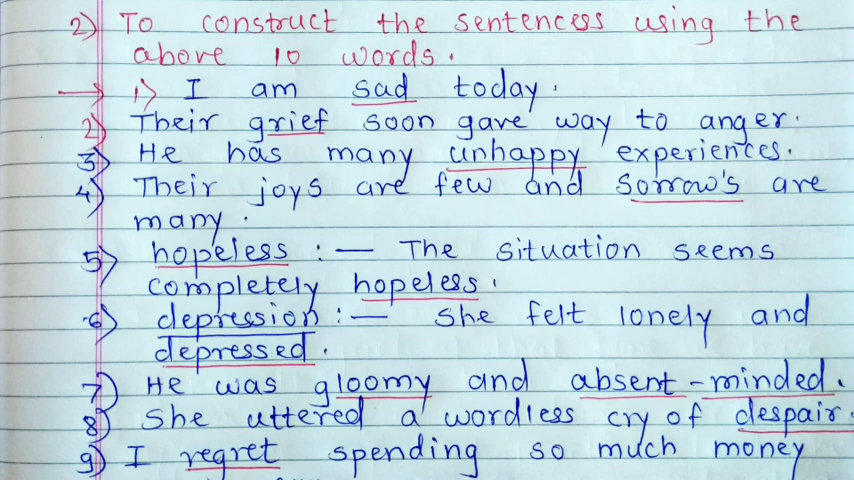 2) To construct the sentencess using the
above 10 words.
→ 1) I am sad today.
2) Their grief soon gave way to anger.
3) He has many unhappy experiences.
4) Their joys are few and sorrow's are
many.
5) hopeless :— The situation seems
completely hopeless.
6) depression :— she felt lonely and
depressed.
7) He was gloomy and absent-minded.
8) She uttered a wordless cry of despair.
9) I regret spending so much money